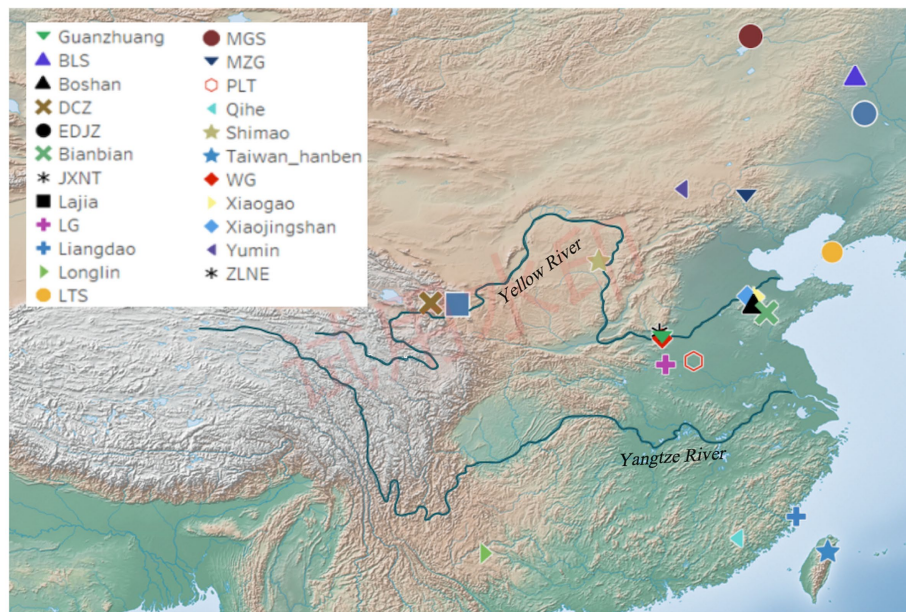 Guanzhuang
BLS
Boshan
DCZ
EDJZ
Bianbian
JXNT
Lajia
LG
Liangdao
Longlin
LTS
MGS
MZG
PLT
Qihe
Shimao
Taiwan_hanben
WG
Xiaogao
Xiaojingshan
Yumin
ZLNE
Yellow River
Yangtze River